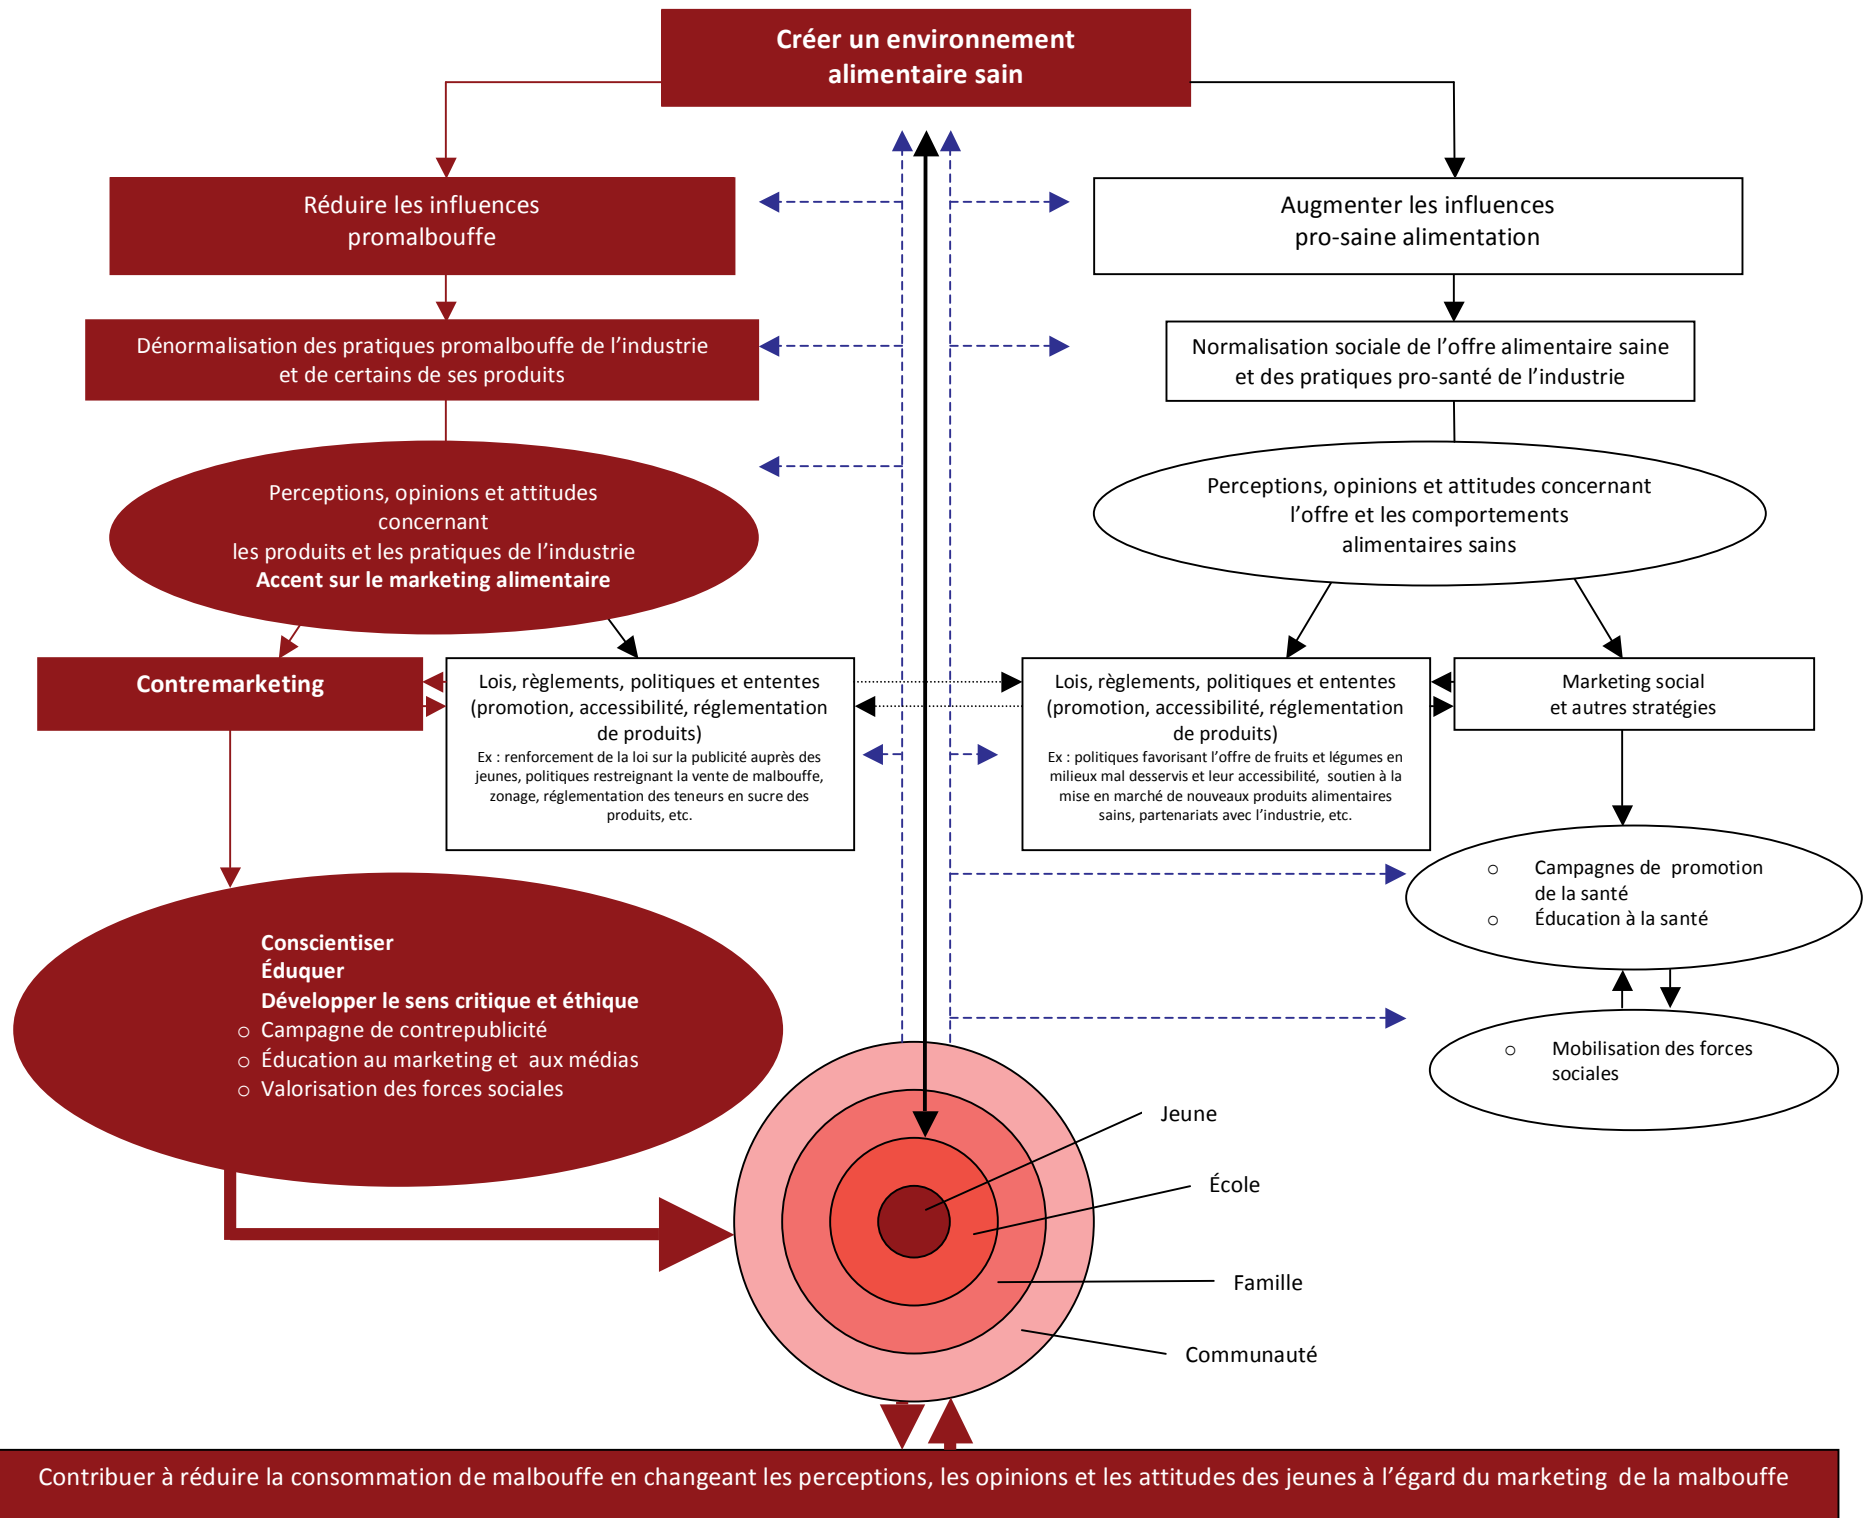 Créer un environnement
alimentaire sain
Réduire les influences
promalbouffe
Augmenter les influences
pro-saine alimentation
Dénormalisation des pratiques promalbouffe de l’industrie
et de certains de ses produits
Normalisation sociale de l’offre alimentaire saine
et des pratiques pro-santé de l’industrie
Perceptions, opinions et attitudes
concernant
les produits et les pratiques de l’industrie
Accent sur le marketing alimentaire
Perceptions, opinions et attitudes concernant
l’offre et les comportements
alimentaires sains
Contremarketing
Lois, règlements, politiques et ententes
(promotion, accessibilité, réglementation
de produits)
Ex : renforcement de la loi sur la publicité auprès des
jeunes, politiques restreignant la vente de malbouffe,
zonage, réglementation des teneurs en sucre des
produits, etc.
Lois, règlements, politiques et ententes
(promotion, accessibilité, réglementation
de produits)
Ex : politiques favorisant l’offre de fruits et légumes en
milieux mal desservis et leur accessibilité, soutien à la
mise en marché de nouveaux produits alimentaires
sains, partenariats avec l’industrie, etc.
Marketing social
et autres stratégies
o Campagnes de promotion
de la santé
o Éducation à la santé
Conscientiser
Éduquer
Développer le sens critique et éthique
o Campagne de contrepublicité
o Éducation au marketing et aux médias
o Valorisation des forces sociales
o Mobilisation des forces
sociales
Jeune
École
Famille
Communauté
Contribuer à réduire la consommation de malbouffe en changeant les perceptions, les opinions et les attitudes des jeunes à l’égard du marketing de la malbouffe